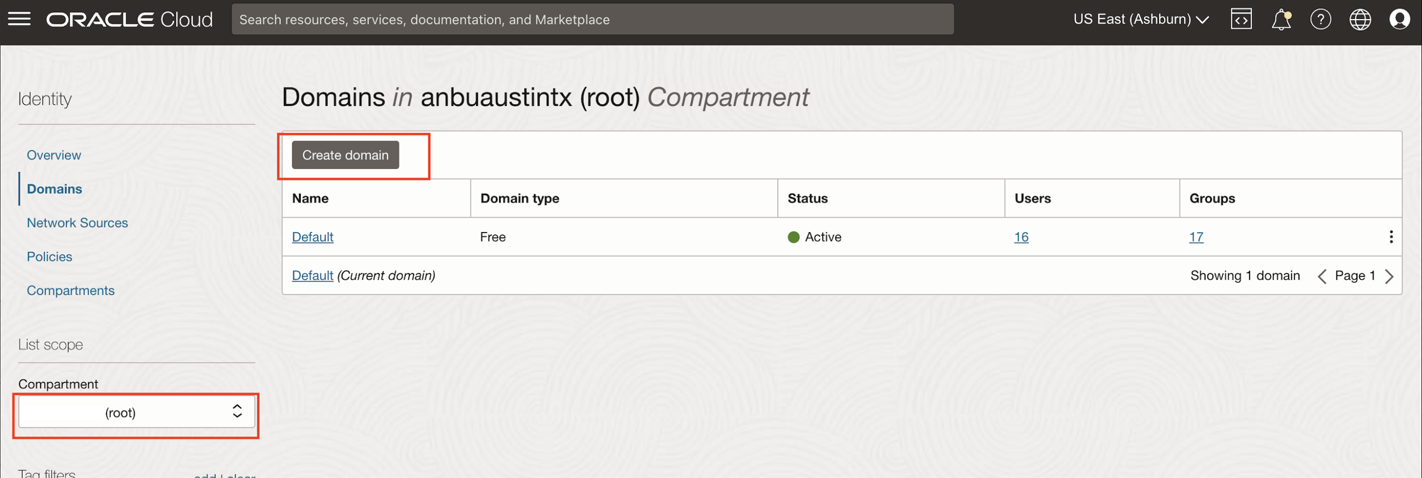 ORACLE Cloud
Search resources, services, documentation, and Marketplace
US East (Ashburn)
Identity
Overview
Domains
Network Sources
Policies
Compartments
List scope
Compartment
(root)
Tag filters add | clear
Domains in anbuaustintx (root) Compartment
Create domain
Name Domain type Status Users Groups
Default Free Active 16 17
Default (Current domain) Showing 1 domain Page 1